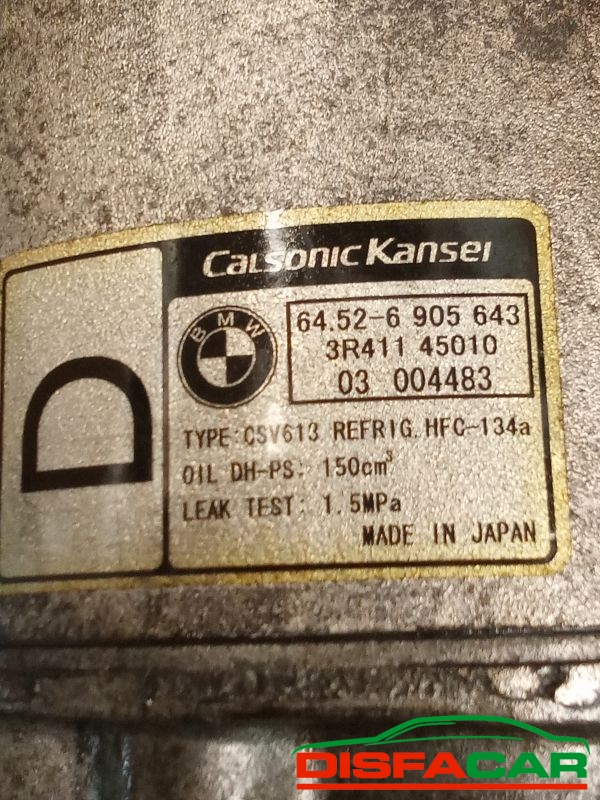 Calsonic Kansei
D
BMW
64.52-6 905 643
3R411 45010
03 004483
TYPE: CSV613 REFRIG. HFC-134a
OIL DH-PS: 150cm³
LEAK TEST: 1.5MPa
MADE IN JAPAN
DISFACAR